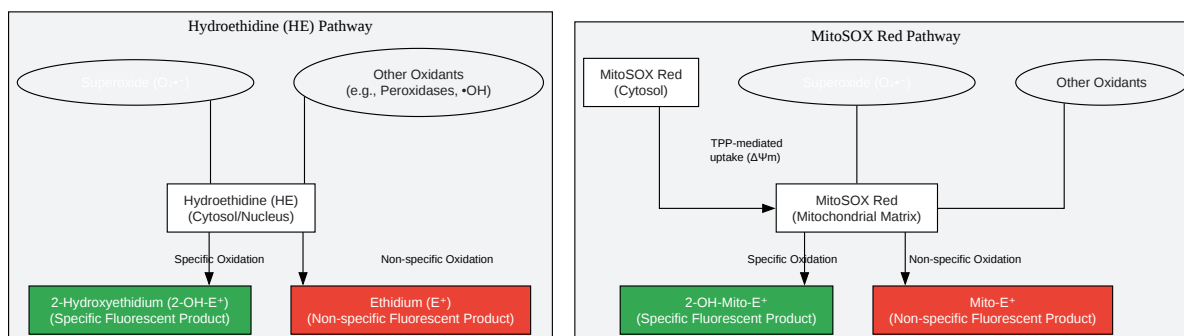 Hydroethidine (HE) Pathway
Superoxide (O₂•⁻)
Other Oxidants
(e.g., Peroxidases, •OH)
Hydroethidine (HE)
(Cytosol/Nucleus)
Specific Oxidation
Non-specific Oxidation
2-Hydroxyethidium (2-OH-E⁺)
(Specific Fluorescent Product)
Ethidium (E⁺)
(Non-specific Fluorescent Product)
MitoSOX Red Pathway
MitoSOX Red
(Cytosol)
Superoxide (O₂•⁻)
Other Oxidants
TPP-mediated
uptake (ΔΨm)
MitoSOX Red
(Mitochondrial Matrix)
Specific Oxidation
Non-specific Oxidation
2-OH-Mito-E⁺
(Specific Fluorescent Product)
Mito-E⁺
(Non-specific Fluorescent Product)